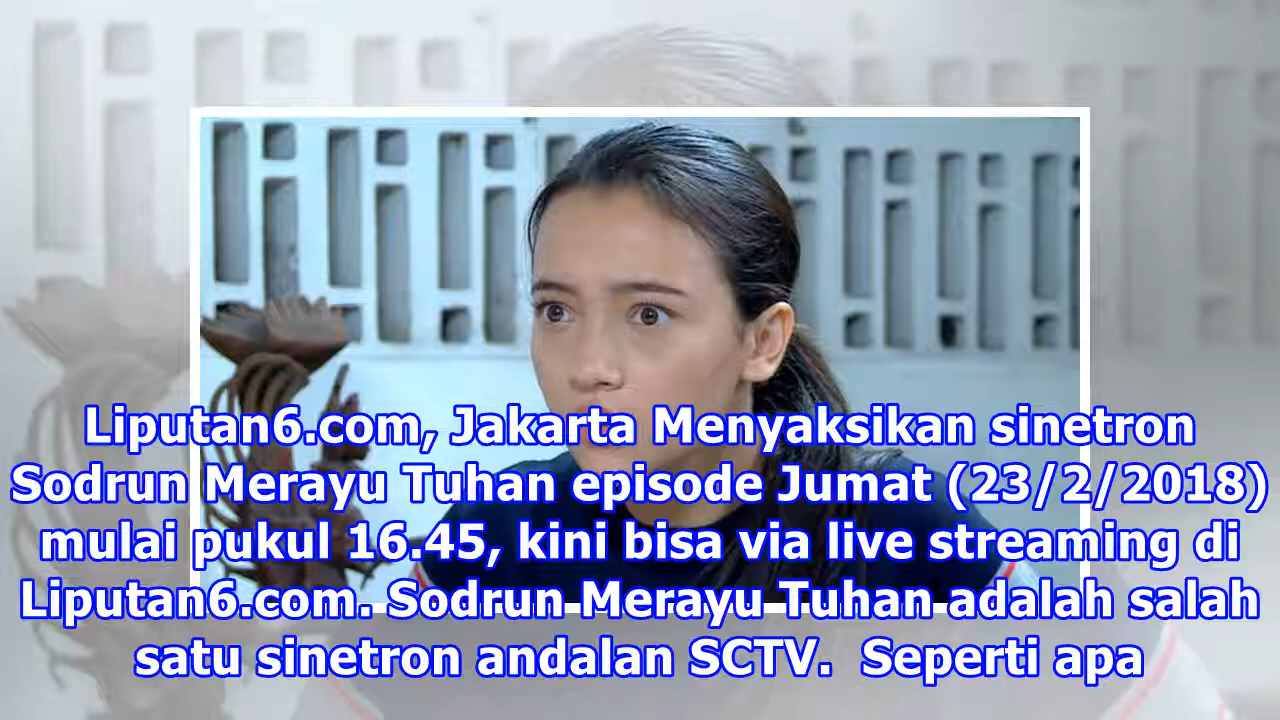 Liputan6.com, Jakarta Menyaksikan sinetron
Sodrun Merayu Tuhan episode Jumat (23/2/2018)
mulai pukul 16.45, kini bisa via live streaming di
Liputan6.com. Sodrun Merayu Tuhan adalah salah
satu sinetron andalan SCTV.  Seperti apa